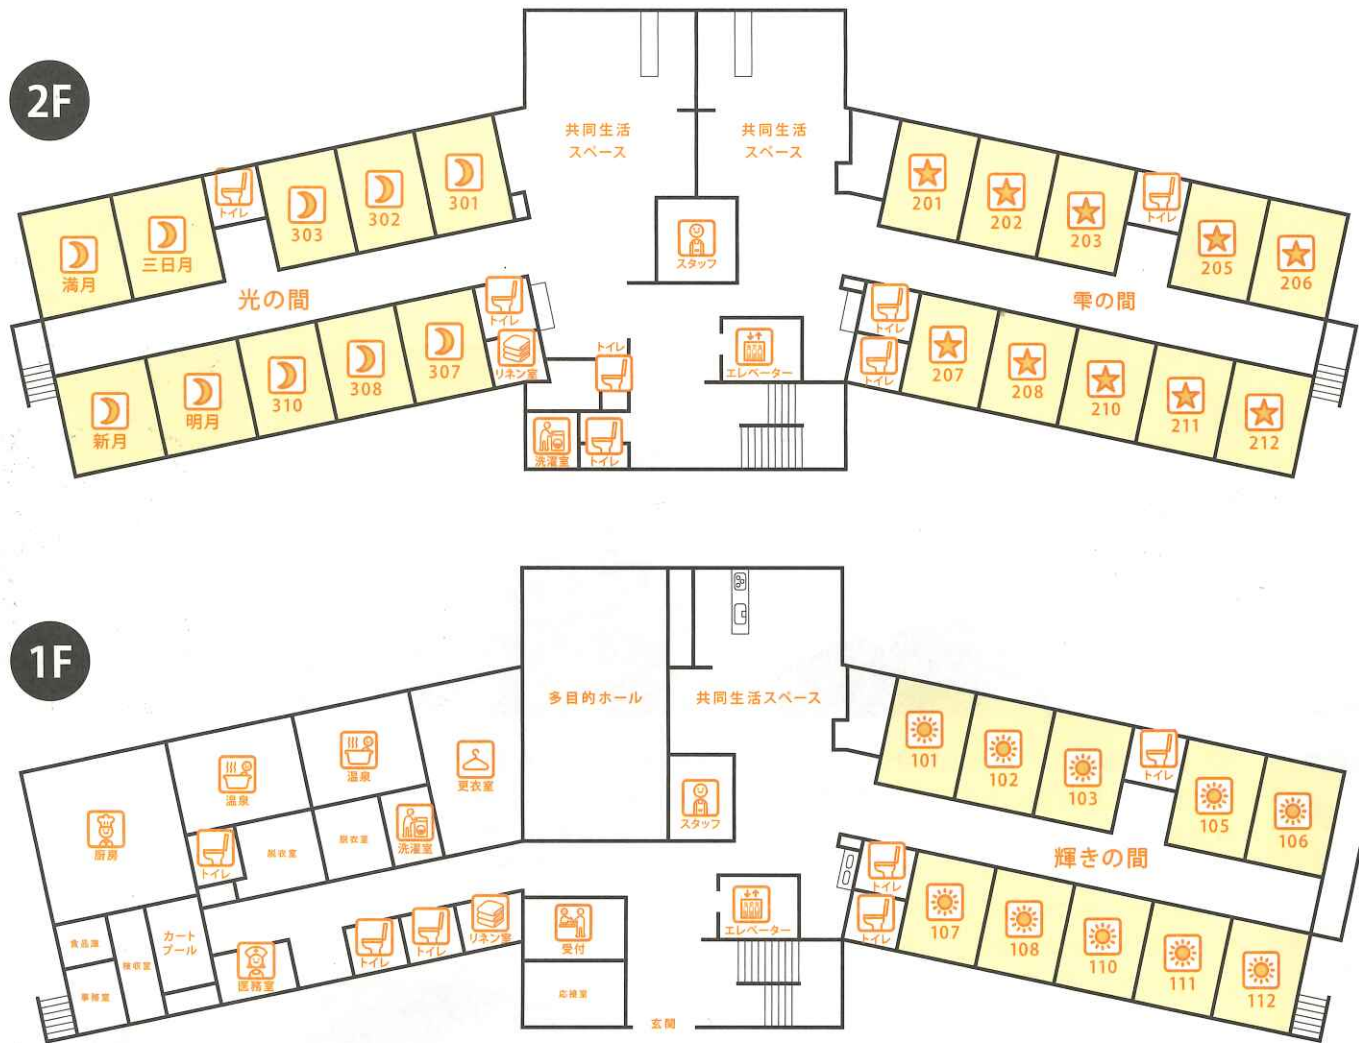 2F
共同生活
スペース
共同生活
スペース
トイレ
303
302
301
満月
三日月
光の間
スタッフ
201
202
203
トイレ
205
206
雫の間
新月
明月
310
308
307
トイレ
リネン室
トイレ
洗濯室
トイレ
エレベーター
トイレ
トイレ
207
208
210
211
212
1F
多目的ホール
共同生活スペース
スタッフ
厨房
温泉
温泉
更衣室
トイレ
脱衣室
脱衣室
洗濯室
101
102
103
トイレ
105
106
輝きの間
食品庫
検収室
カート
プール
事務室
医務室
トイレ
トイレ
リネン室
受付
応接室
エレベーター
玄関
トイレ
トイレ
107
108
110
111
112